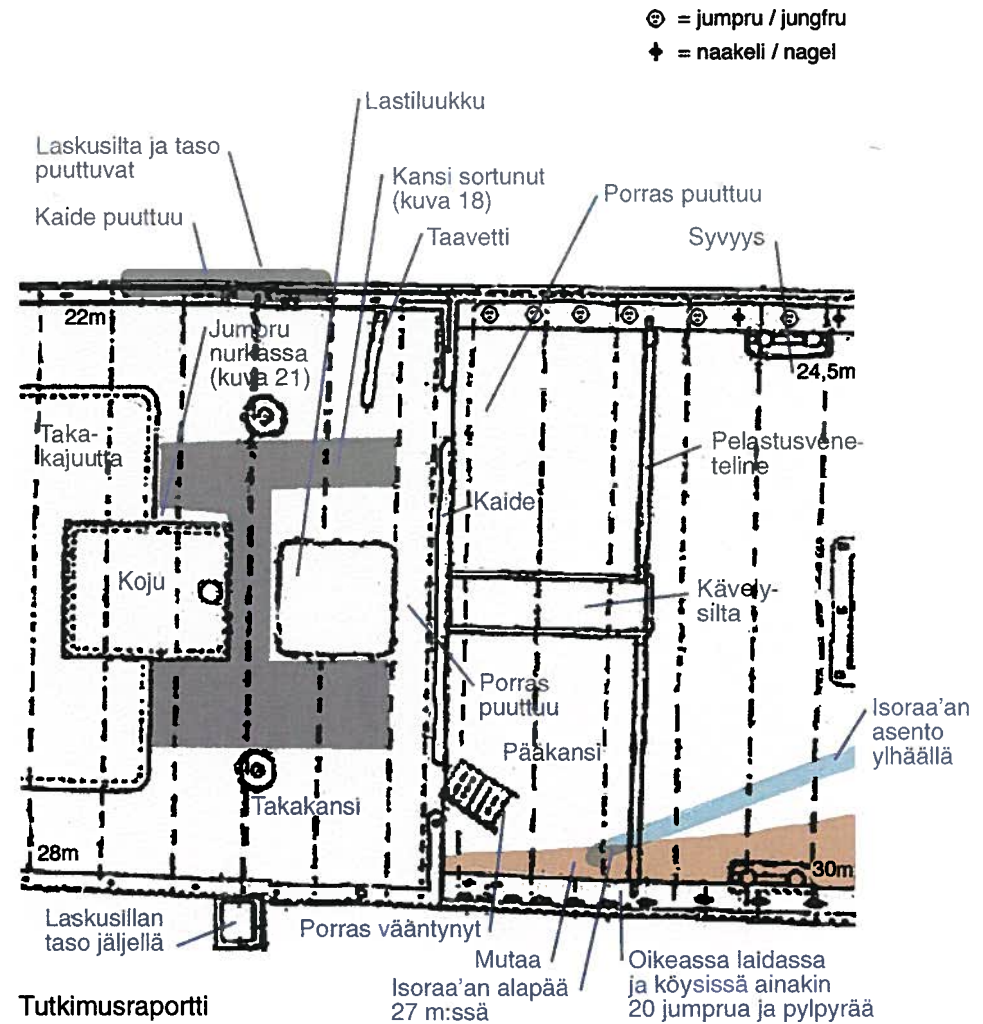 = jumpru / jungfru
= naakeli / nagel
Lastiluukku
Laskusilta ja taso
puuttuvat
Kansi sortunut
(kuva 18)
Porras puuttuu
Kaide puuttuu
Taavetti
Syvyys
22m
Jumpru
nurkassa
(kuva 21)
24,5m
Taka-
kajuutta
Pelastusvene-
teline
Kaide
Koju
Kävely-
silta
Porras
puuttuu
Isoraa'an
asento
ylhäällä
Pääkansi
Takakansi
28m
30m
Laskusillan
taso jäljellä
Porras vääntynyt
Mutaa
Isoraa'an alapää
27 m:ssä
Oikeassa laidassa
ja köysissä ainakin
20 jumprua ja pylpyrää
Tutkimusraportti